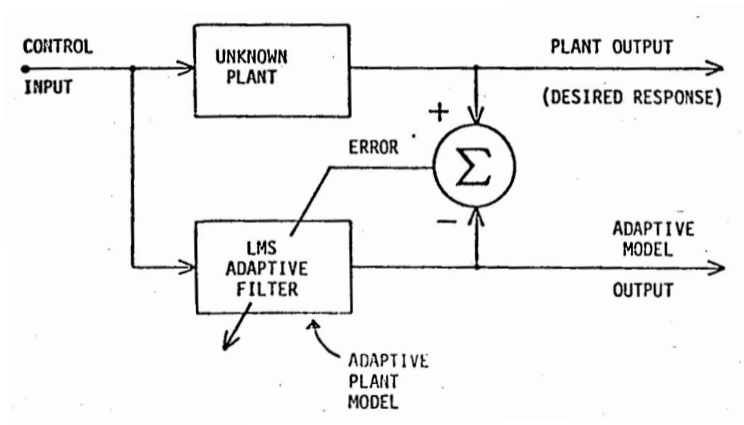 CONTROL
INPUT
UNKNOWN
PLANT
PLANT OUTPUT
(DESIRED RESPONSE)
+
ERROR
Σ
−
LMS
ADAPTIVE
FILTER
ADAPTIVE
MODEL
OUTPUT
ADAPTIVE
PLANT
MODEL